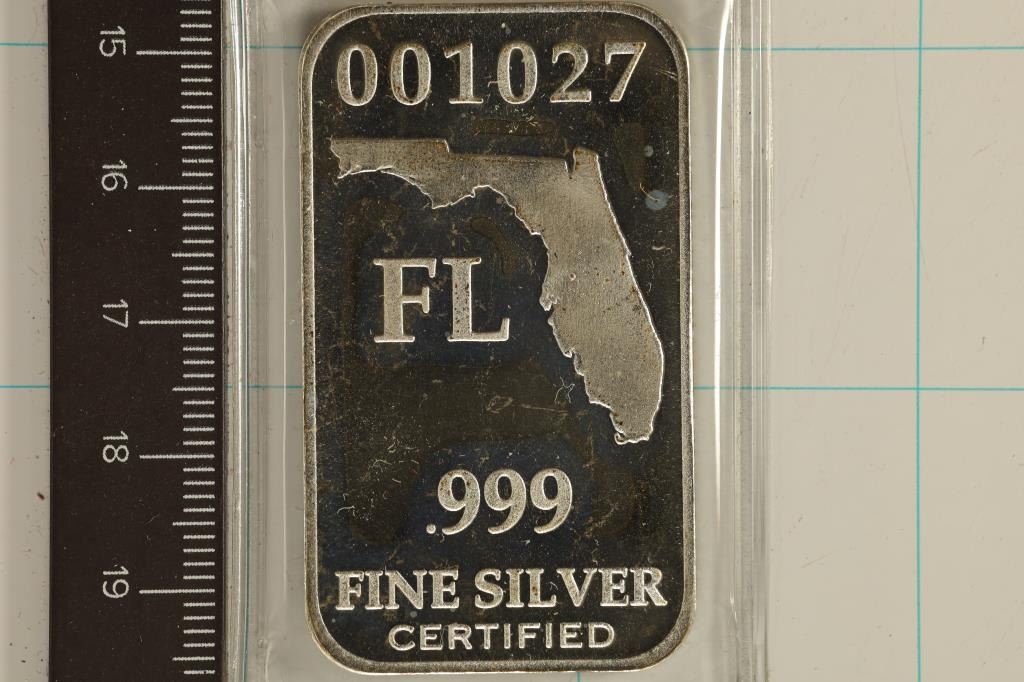 001027
FL
.999
FINE SILVER
CERTIFIED
15
16
17
18
19